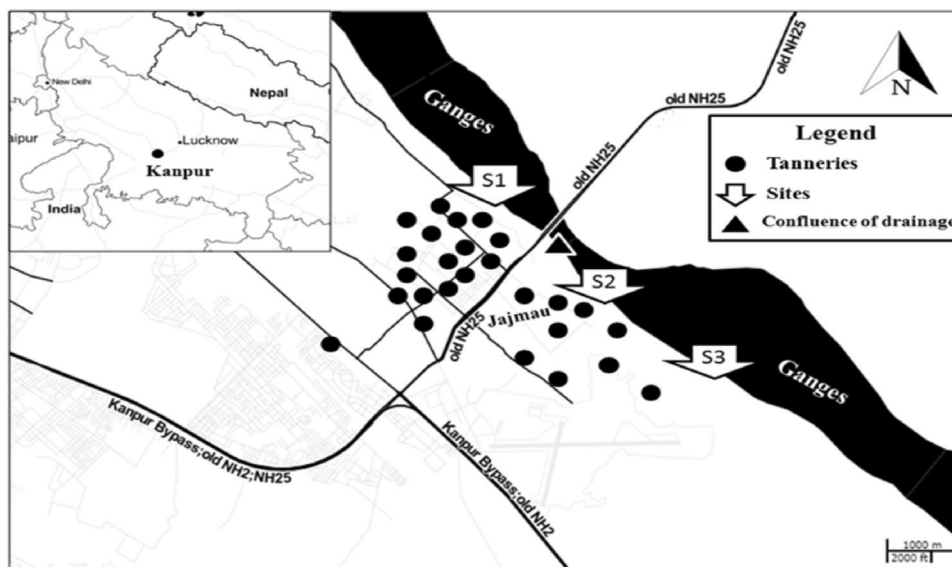 New Delhi
Nepal
aipur
Lucknow
Kanpur
India
Ganges
old NH25
old NH25
old NH25
N
Legend
Tanneries
Sites
Confluence of drainage
S1
S2
S3
Jajmau
old NH25
Ganges
Kanpur Bypass;old NH2;NH25
Kanpur Bypass;old NH2
1000 m
2000 ft